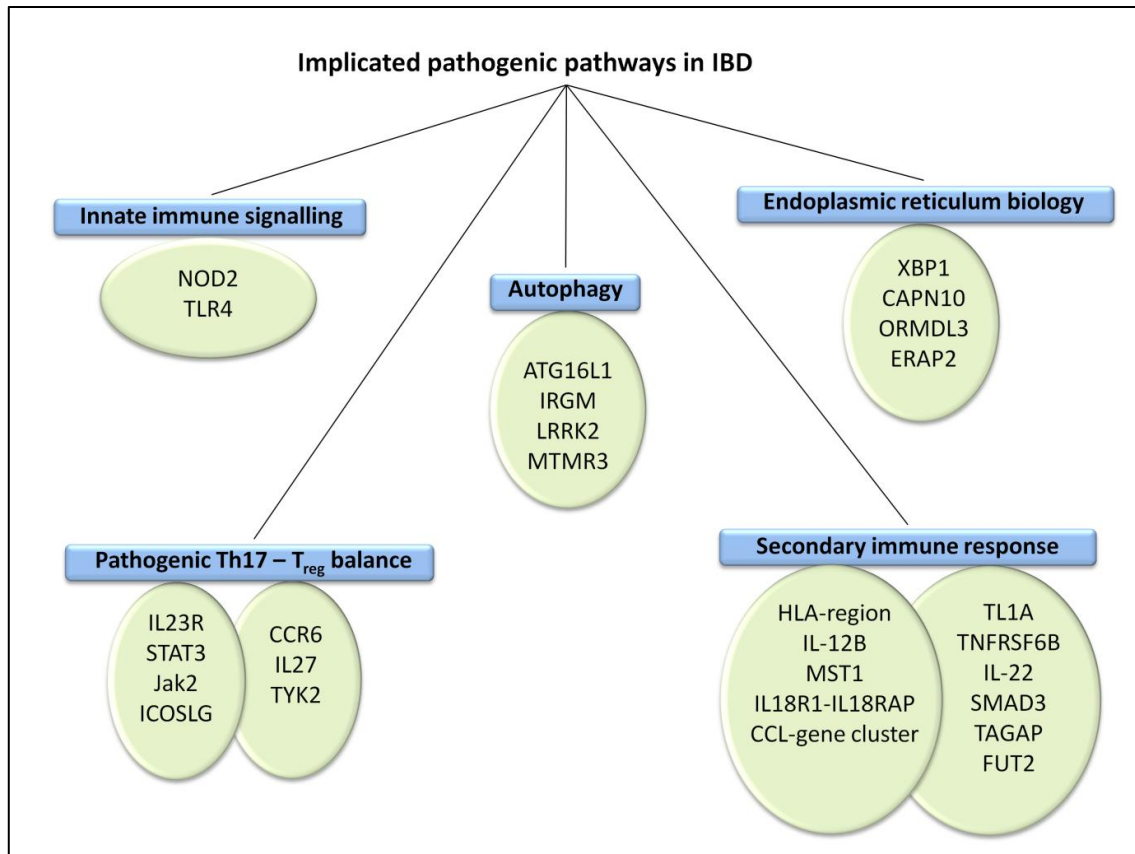 Implicated pathogenic pathways in IBD
Innate immune signalling
NOD2
TLR4
Autophagy
ATG16L1
IRGM
LRRK2
MTMR3
Endoplasmic reticulum biology
XBP1
CAPN10
ORMDL3
ERAP2
Pathogenic Th17 – Treg balance
IL23R
STAT3
Jak2
ICOSLG
CCR6
IL27
TYK2
Secondary immune response
HLA-region
IL-12B
MST1
IL18R1-IL18RAP
CCL-gene cluster
TL1A
TNFRSF6B
IL-22
SMAD3
TAGAP
FUT2